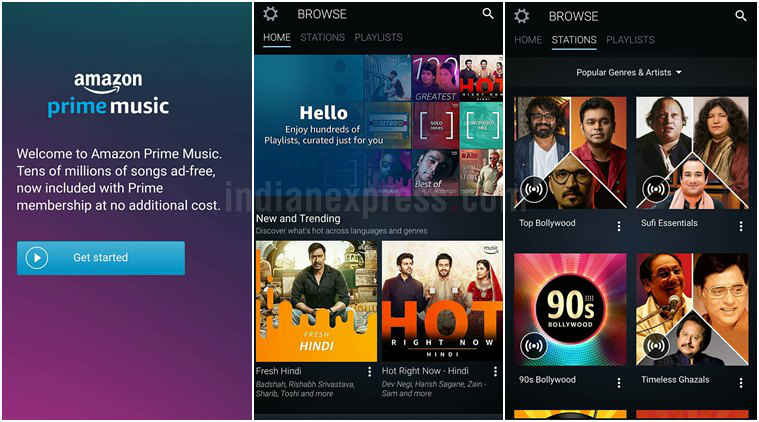 amazon
prime music
Welcome to Amazon Prime Music.
Tens of millions of songs ad-free,
now included with Prime
membership at no additional cost.
Get started
BROWSE
HOME STATIONS PLAYLISTS
Hello
Enjoy hundreds of
Playlists, curated just for you
100
GREATEST
HOT
Best of
New and Trending
Discover what's hot across languages and genres
FRESH
HINDI
music
HOT
RIGHT NOW
HINDI
Fresh Hindi
Badshah, Rishabh Srivastava,
Sharib, Toshi and more
Hot Right Now - Hindi
Dev Negi, Harish Sagane, Zain -
Sam and more
BROWSE
HOME STATIONS PLAYLISTS
Popular Genres & Artists
Top Bollywood
Sufi Essentials
90s
BOLLYWOOD
90s Bollywood
Timeless Ghazals
indianexpress.com